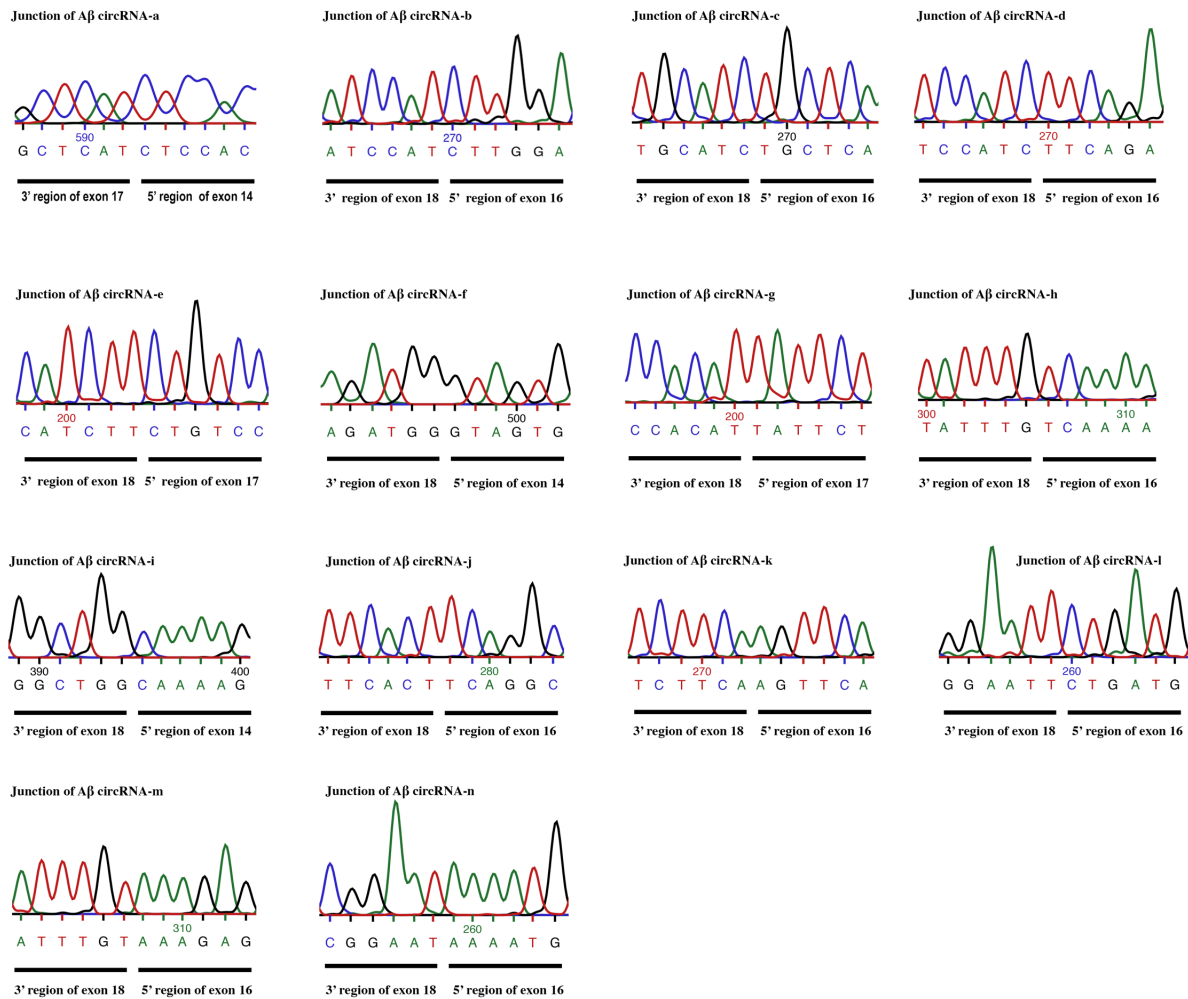 Junction of Aβ circRNA-a
590
G C T C A T C T C C A C
3’ region of exon 17 5’ region of exon 14
Junction of Aβ circRNA-b
270
A T C C A T C T T G G A
3’ region of exon 18 5’ region of exon 16
Junction of Aβ circRNA-c
270
T G C A T C T G C T C A
3’ region of exon 18 5’ region of exon 16
Junction of Aβ circRNA-d
270
T C C A T C T T C A G A
3’ region of exon 18 5’ region of exon 16
Junction of Aβ circRNA-e
200
C A T C T T C T G T C C
3’ region of exon 18 5’ region of exon 17
Junction of Aβ circRNA-f
500
A G A T G G G T A G T G
3’ region of exon 18 5’ region of exon 14
Junction of Aβ circRNA-g
200
C C A C A T T A T T C T
3’ region of exon 18 5’ region of exon 17
Junction of Aβ circRNA-h
300 310
T A T T T G T C A A A A
3’ region of exon 18 5’ region of exon 16
Junction of Aβ circRNA-i
390 400
G G C T G G C A A A A G
3’ region of exon 18 5’ region of exon 14
Junction of Aβ circRNA-j
280
T T C A C T T C A G G C
3’ region of exon 18 5’ region of exon 16
Junction of Aβ circRNA-k
270
T C T T C A A G T T C A
3’ region of exon 18 5’ region of exon 16
Junction of Aβ circRNA-l
260
G G A A T T C T G A T G
3’ region of exon 18 5’ region of exon 16
Junction of Aβ circRNA-m
310
A T T T G T A A A G A G
3’ region of exon 18 5’ region of exon 16
Junction of Aβ circRNA-n
260
C G G A A T A A A A T G
3’ region of exon 18 5’ region of exon 16